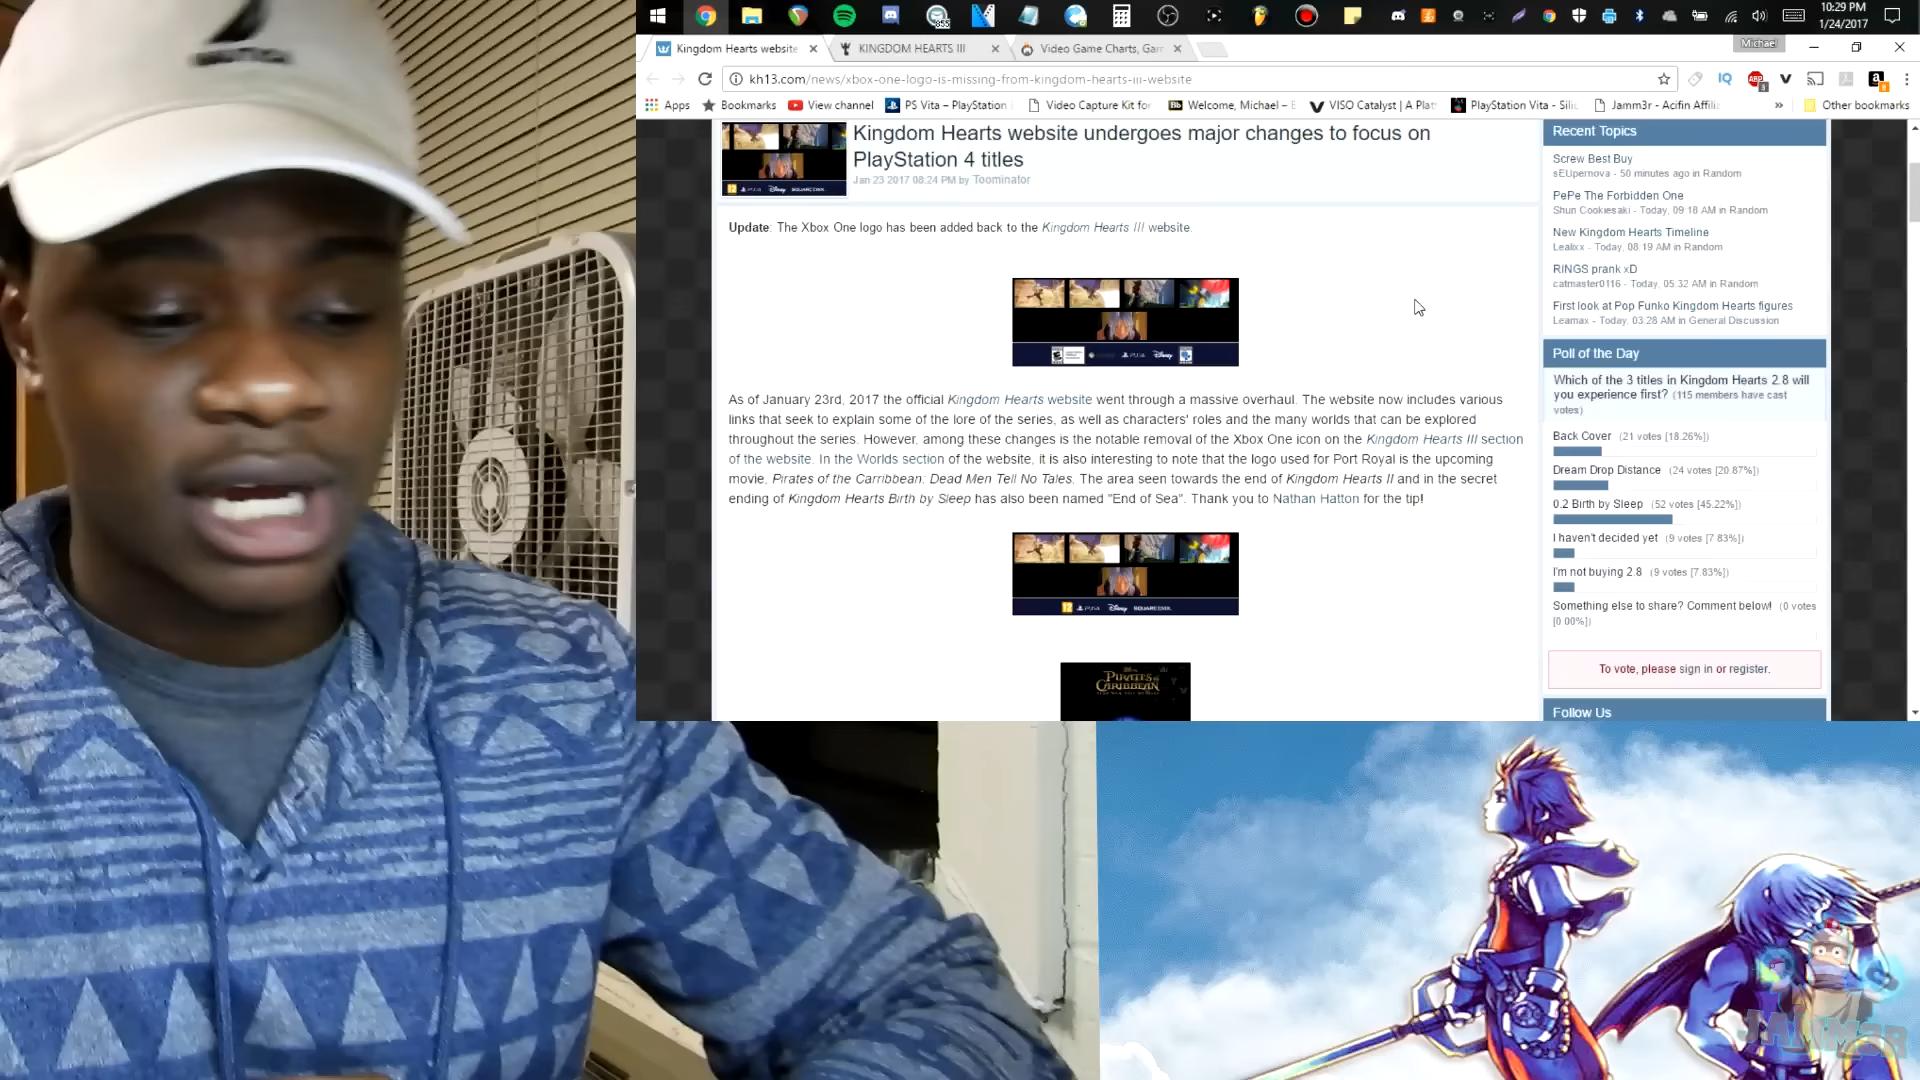 10:29 PM
1/24/2017
Michael
Kingdom Hearts website
KINGDOM HEARTS III
Video Game Charts, Gam
kh13.com/news/xbox-one-logo-is-missing-from-kingdom-hearts-iii-website
Apps
Bookmarks
View channel
PS Vita – PlayStation
Video Capture Kit for
Welcome, Michael –
VISO Catalyst | A Plat
PlayStation Vita - Silic
Jamm3r - Acifin Affilia
»
Other bookmarks
Kingdom Hearts website undergoes major changes to focus on
PlayStation 4 titles
Jan 23 2017 08:24 PM by Toominator
Update: The Xbox One logo has been added back to the Kingdom Hearts III website.
As of January 23rd, 2017 the official Kingdom Hearts website went through a massive overhaul. The website now includes various
links that seek to explain some of the lore of the series, as well as characters' roles and the many worlds that can be explored
throughout the series. However, among these changes is the notable removal of the Xbox One icon on the Kingdom Hearts III section
of the website. In the Worlds section of the website, it is also interesting to note that the logo used for Port Royal is the upcoming
movie, Pirates of the Carribbean: Dead Men Tell No Tales. The area seen towards the end of Kingdom Hearts II and in the secret
ending of Kingdom Hearts Birth by Sleep has also been named "End of Sea". Thank you to Nathan Hatton for the tip!
PS4 Disney
12 PS4 Disney SQUARE ENIX
PIRATES
CARIBBEAN
Recent Topics
Screw Best Buy
sEUpernova - 50 minutes ago in Random
PePe The Forbidden One
Shun Cookiesaki - Today, 09:18 AM in Random
New Kingdom Hearts Timeline
Lealixx - Today, 08:19 AM in Random
RINGS prank xD
catmaster0116 - Today, 05:32 AM in Random
First look at Pop Funko Kingdom Hearts figures
Leamax - Today, 03:28 AM in General Discussion
Poll of the Day
Which of the 3 titles in Kingdom Hearts 2.8 will
you experience first? (115 members have cast
votes)
Back Cover (21 votes [18.26%])
Dream Drop Distance (24 votes [20.87%])
0.2 Birth by Sleep (52 votes [45.22%])
I haven't decided yet (9 votes [7.83%])
I'm not buying 2.8 (9 votes [7.83%])
Something else to share? Comment below! (0 votes
[0.00%])
To vote, please sign in or register.
Follow Us
JAMM3R